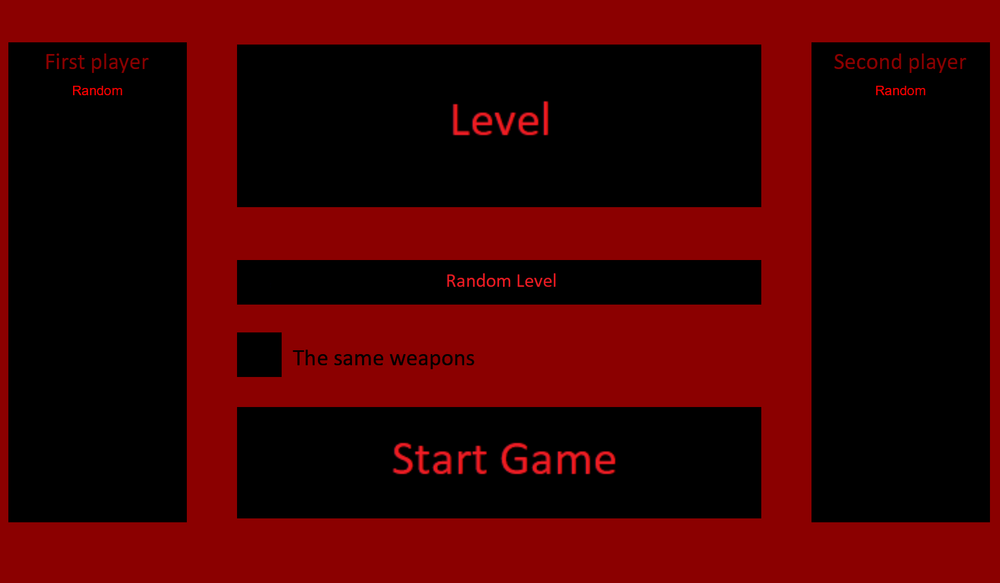 First player
Random
Level
Random Level
The same weapons
Start Game
Second player
Random